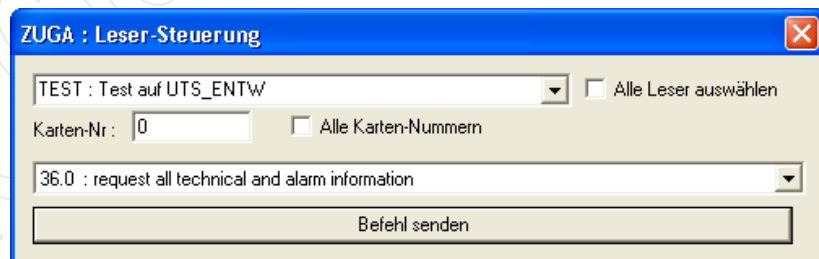 ZUGA : Leser-Steuerung
TEST : Test auf UTS_ENTW Alle Leser auswählen
Karten-Nr : 0 Alle Karten-Nummern
36.0 : request all technical and alarm information
Befehl senden